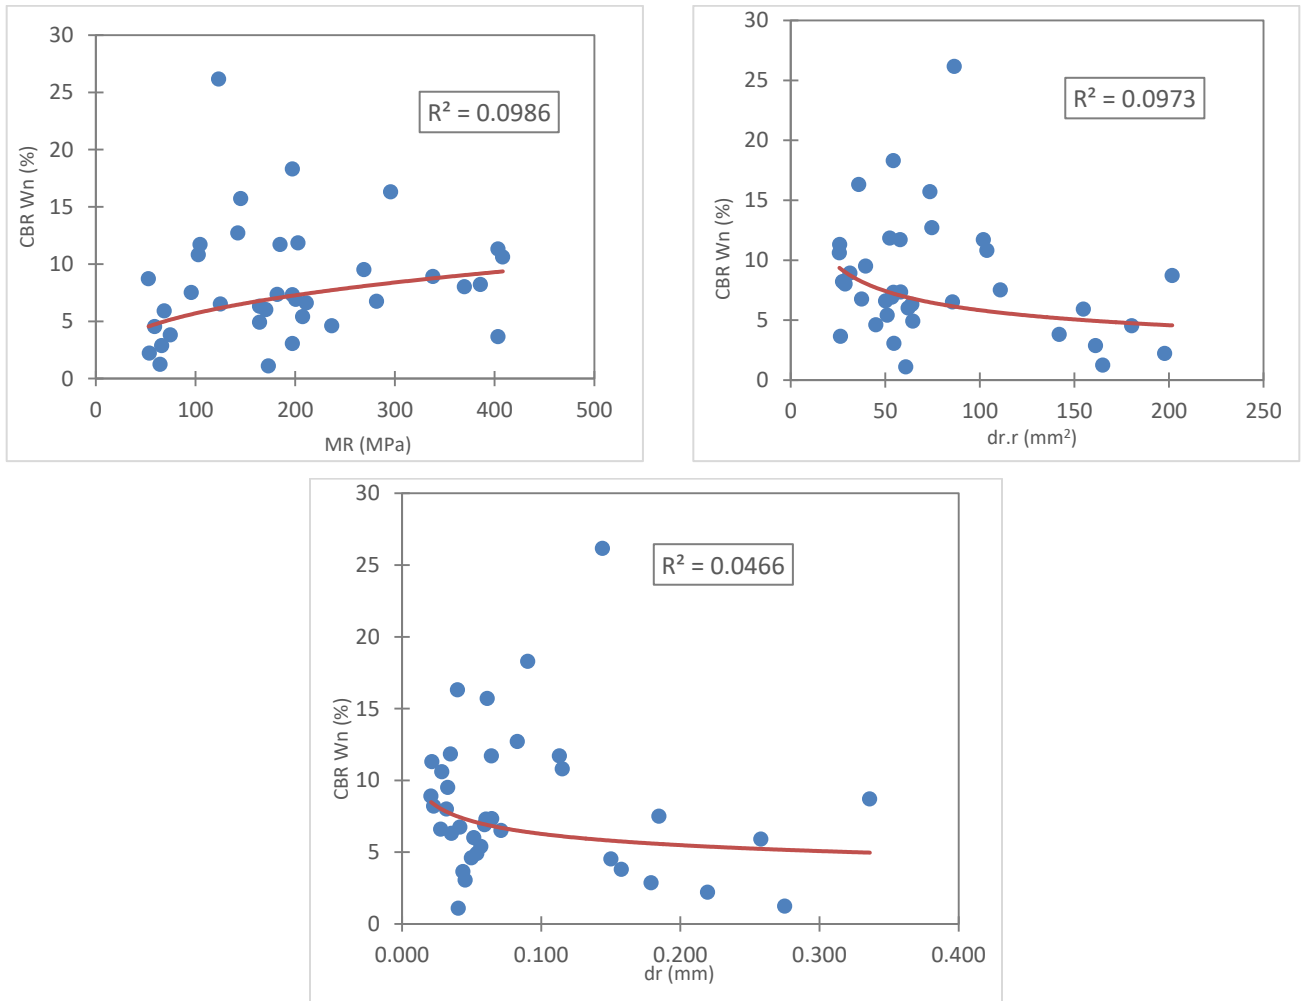 30
25
20
15
10
5
0
CBR Wn (%)
R² = 0.0986
0 100 200 300 400 500
MR (MPa)
30
25
20
15
10
5
0
CBR Wn (%)
R² = 0.0973
0 50 100 150 200 250
dr.r (mm²)
30
25
20
15
10
5
0
CBR Wn (%)
R² = 0.0466
0.000 0.100 0.200 0.300 0.400
dr (mm)